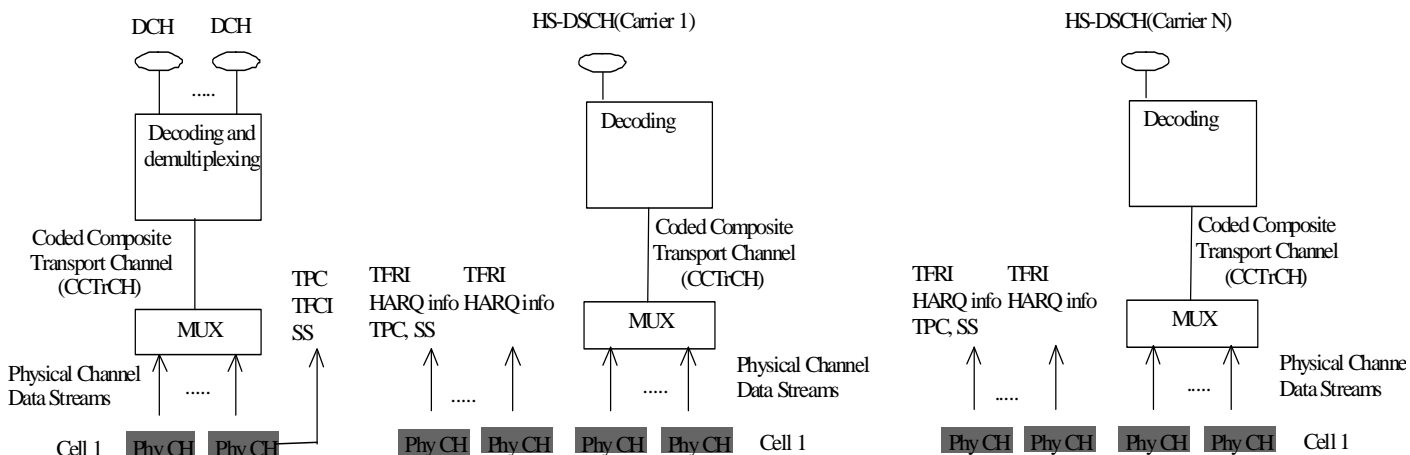 DCH DCH
.....
Decoding and
demultiplexing
Coded Composite
Transport Channel
(CCTrCH)
TPC
TFCI
SS
MUX
Physical Channel
Data Streams
.....
Cell 1 Phy CH Phy CH
HS-DSCH(Carrier 1)
Decoding
Coded Composite
Transport Channel
(CCTrCH)
TFRI TFRI
HARQ info HARQ info
TPC, SS
MUX
Physical Channel
Data Streams
..... .....
Phy CH Phy CH Phy CH Phy CH Cell 1
HS-DSCH(Carrier N)
Decoding
Coded Composite
Transport Channel
(CCTrCH)
TFRI TFRI
HARQ info HARQ info
TPC, SS
MUX
Physical Channe
Data Streams
..... .....
Phy CH Phy CH Phy CH Phy CH Cell 1